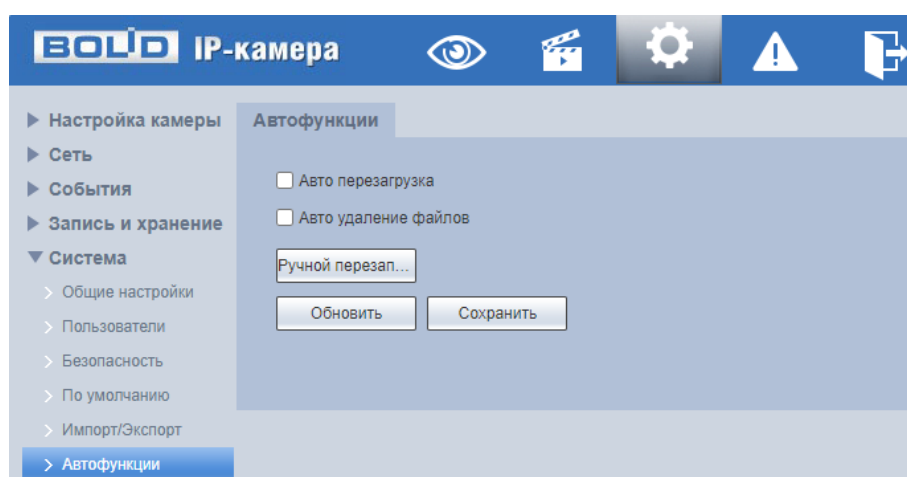 BOLID IP-камера
Настройка камеры
Сеть
События
Запись и хранение
Система
Общие настройки
Пользователи
Безопасность
По умолчанию
Импорт/Экспорт
Автофункции
Автофункции
Авто перезагрузка
Авто удаление файлов
Ручной перезап...
Обновить Сохранить